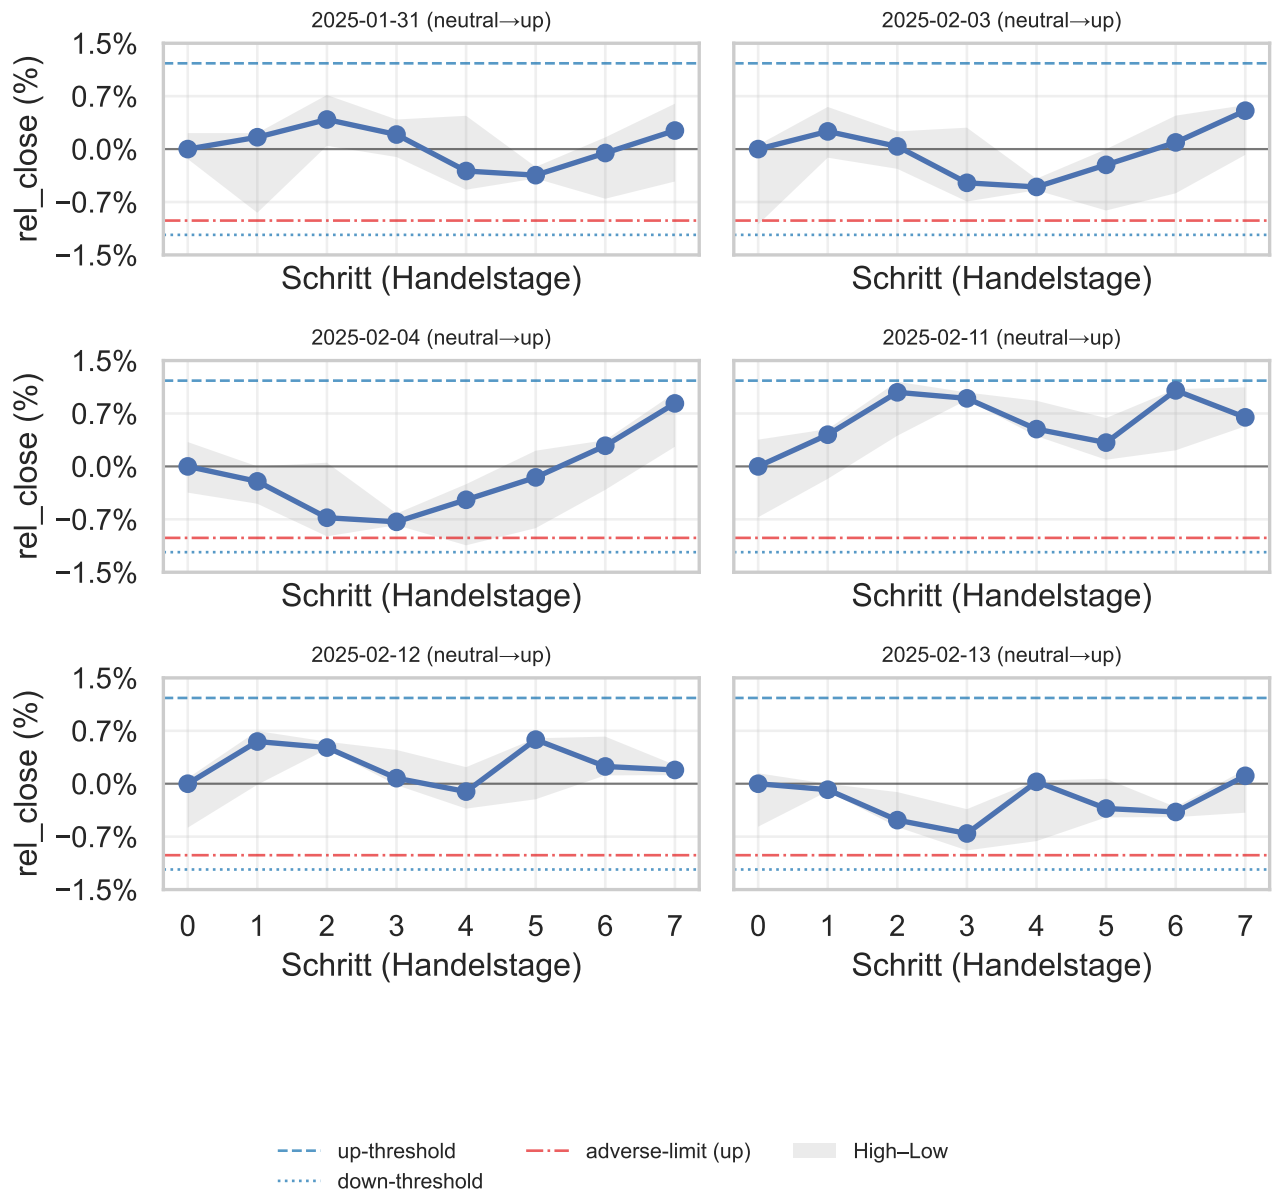 2025-01-31 (neutral→up)
2025-02-03 (neutral→up)
1.5%
0.7%
0.0%
−0.7%
−1.5%
rel_close (%)
Schritt (Handelstage)
Schritt (Handelstage)
2025-02-04 (neutral→up)
2025-02-11 (neutral→up)
1.5%
0.7%
0.0%
−0.7%
−1.5%
rel_close (%)
Schritt (Handelstage)
Schritt (Handelstage)
2025-02-12 (neutral→up)
2025-02-13 (neutral→up)
1.5%
0.7%
0.0%
−0.7%
−1.5%
rel_close (%)
0 1 2 3 4 5 6 7
0 1 2 3 4 5 6 7
Schritt (Handelstage)
Schritt (Handelstage)
up-threshold
down-threshold
adverse-limit (up)
High–Low